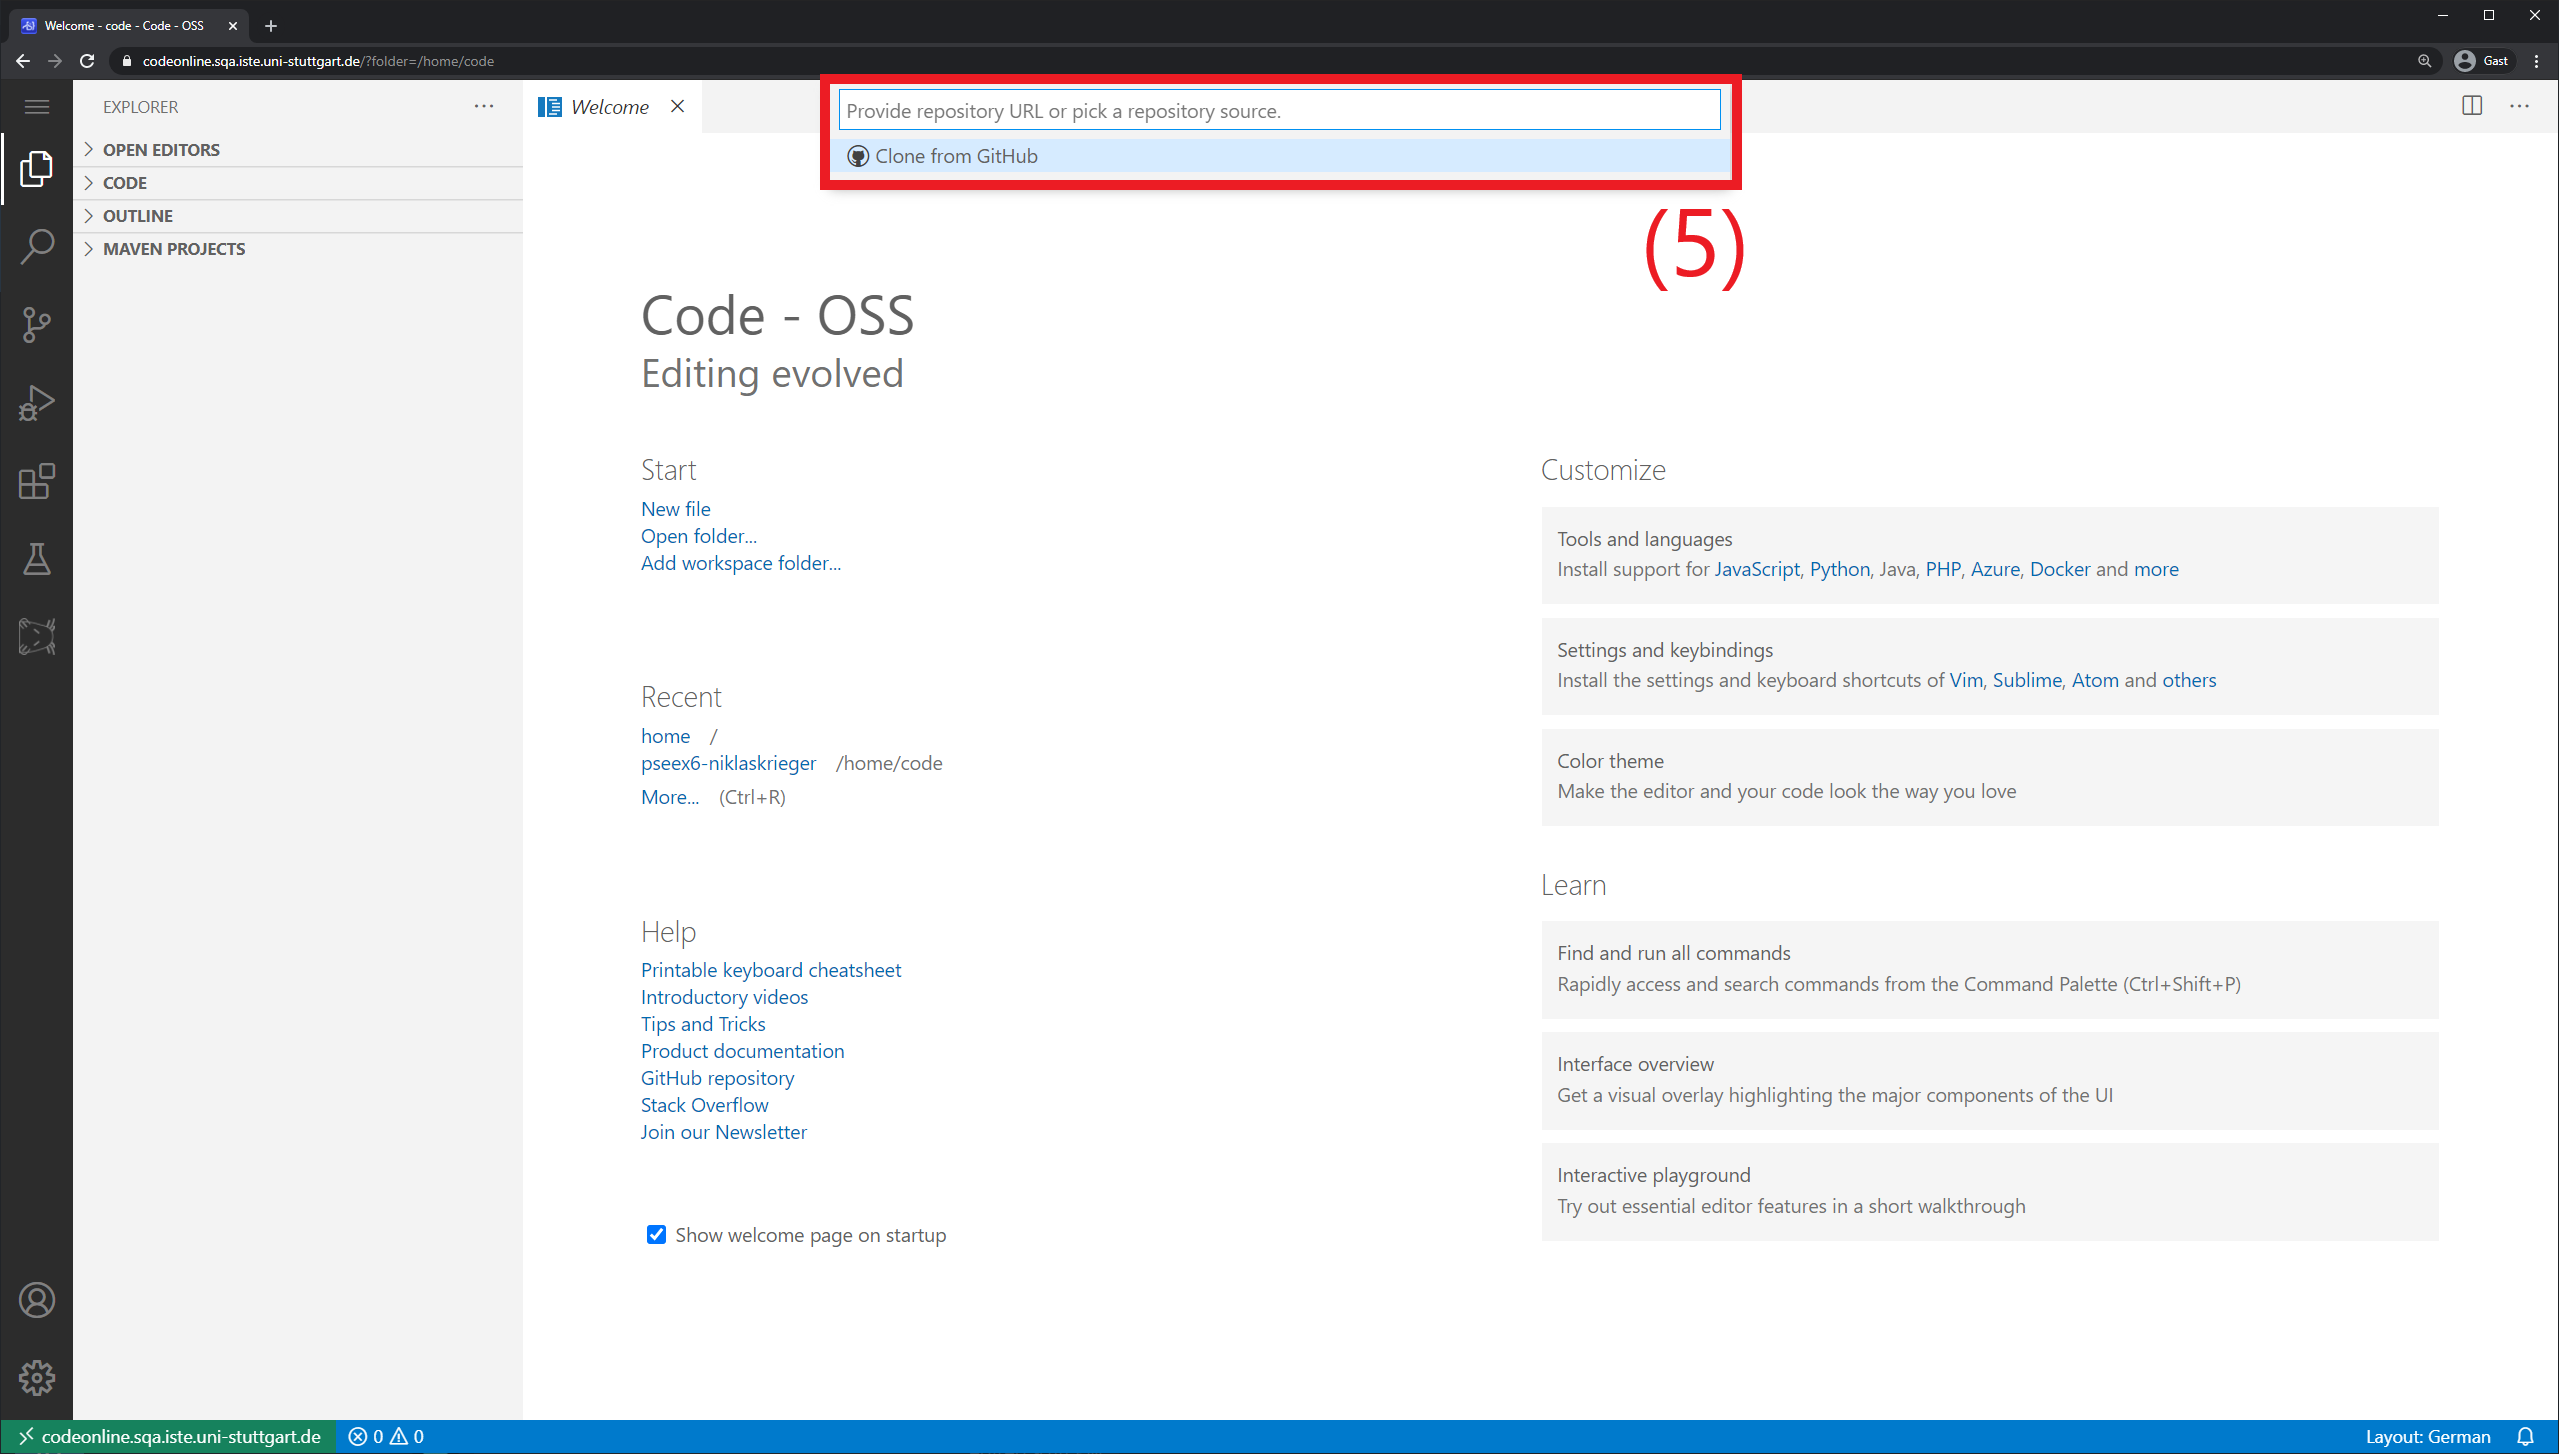 Welcome - code - Code - OSS
codeonline.sqa.iste.uni-stuttgart.de/?folder=/home/code
Gast
EXPLORER
OPEN EDITORS
CODE
OUTLINE
MAVEN PROJECTS
Welcome
Provide repository URL or pick a repository source.
Clone from GitHub
(5)
Code - OSS
Editing evolved
Start
New file
Open folder...
Add workspace folder...
Recent
home /
pseex6-niklaskrieger /home/code
More... (Ctrl+R)
Help
Printable keyboard cheatsheet
Introductory videos
Tips and Tricks
Product documentation
GitHub repository
Stack Overflow
Join our Newsletter
Show welcome page on startup
Customize
Tools and languages
Install support for JavaScript, Python, Java, PHP, Azure, Docker and more
Settings and keybindings
Install the settings and keyboard shortcuts of Vim, Sublime, Atom and others
Color theme
Make the editor and your code look the way you love
Learn
Find and run all commands
Rapidly access and search commands from the Command Palette (Ctrl+Shift+P)
Interface overview
Get a visual overlay highlighting the major components of the UI
Interactive playground
Try out essential editor features in a short walkthrough
codeonline.sqa.iste.uni-stuttgart.de 0 0
Layout: German